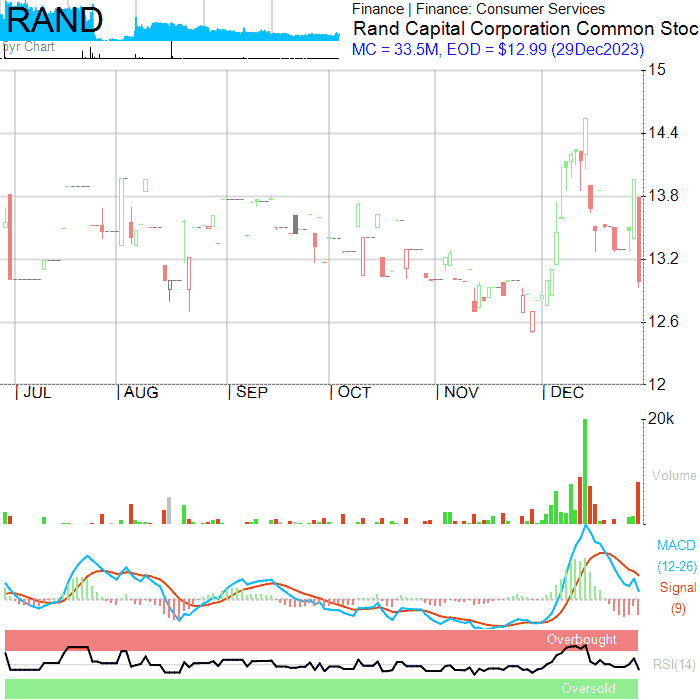 RAND
5yr Chart
Finance | Finance: Consumer Services
Rand Capital Corporation Common Stoc
MC = 33.5M, EOD = $12.99 (29Dec2023)
15
14.4
13.8
13.2
12.6
12
JUL AUG SEP OCT NOV DEC
20k
Volume
MACD
(12-26)
Signal
(9)
Overbought
RSI(14)
Oversold